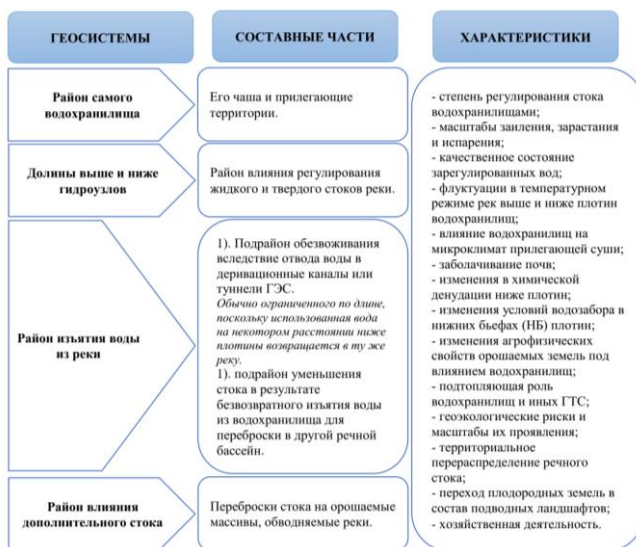 ГЕОСИСТЕМЫ
СОСТАВНЫЕ ЧАСТИ
ХАРАКТЕРИСТИКИ
Район самого
водохранилища
Его чаша и прилегающие
территории.
Долины выше и ниже
гидроузлов
Район влияния регулирования
жидкого и твердого стоков реки.
Район изъятия воды
из реки
1). Подрайон обезвоживания
вследствие отвода воды в
деривационные каналы или
туннели ГЭС.
Обычно ограниченного по длине,
поскольку использованная вода
на некотором расстоянии ниже
плотины возвращается в ту же
реку.
1). подрайон уменьшения
стока в результате
безвозвратного изъятия воды
из водохранилища для
переброски в другой речной
бассейн.
Район влияния
дополнительного стока
Переброски стока на орошаемые
массивы, обводняемые реки.
- степень регулирования стока
водохранилищами;
- масштабы заиления, зарастания
и испарения;
- качественное состояние
зарегулированных вод;
- флуктуации в температурном
режиме рек выше и ниже плотин
водохранилищ;
- влияние водохранилищ на
микроклимат прилегающей суши;
- заболачивание почв;
- изменения в химической
денудации ниже плотин;
- изменения условий водозабора в
нижних бьефах (НБ) плотин;
- изменения агрофизических
свойств орошаемых земель под
влиянием водохранилищ;
- подтопляющая роль
водохранилищ и иных ГТС;
- геоэкологические риски и
масштабы их проявления;
- территориальное
перераспределение речного
стока;
- переход плодородных земель в
состав подводных ландшафтов;
- хозяйственная деятельность.